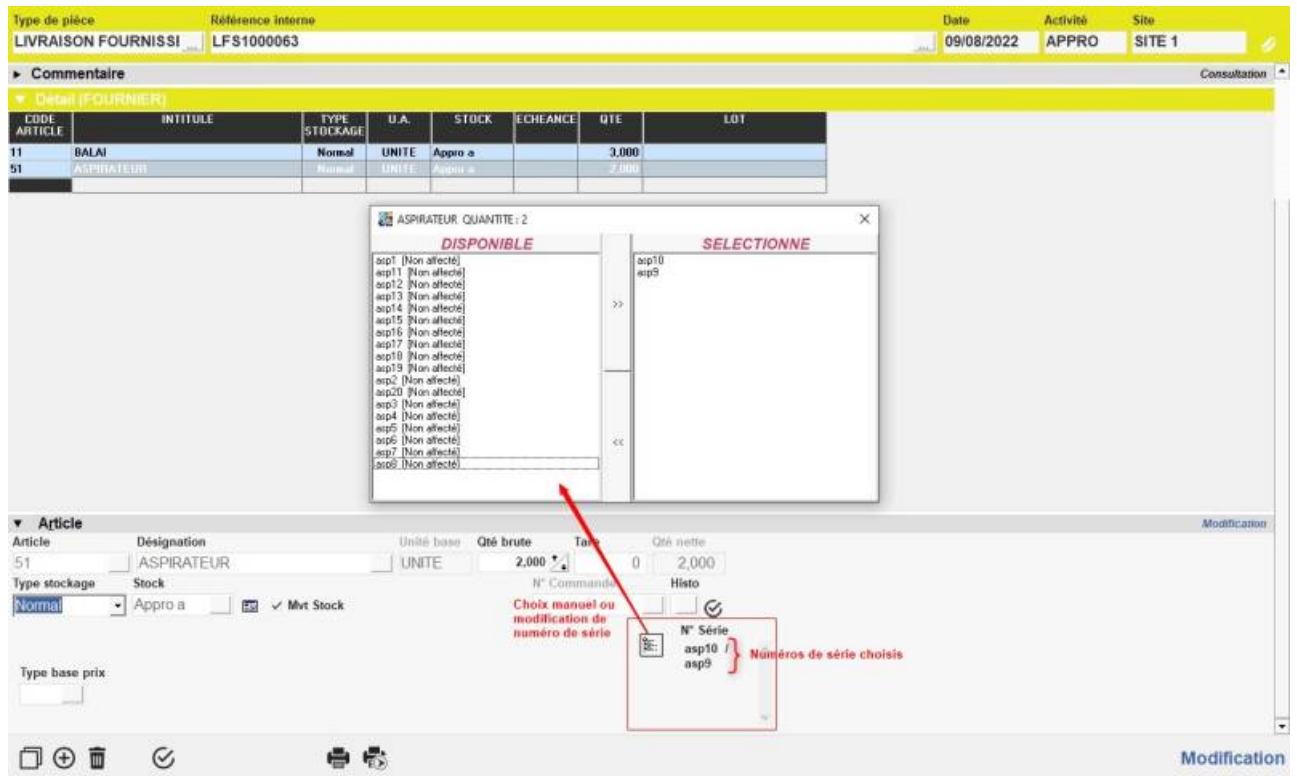 Type de pièce Référence interne Date Activité Site
LIVRAISON FOURNISSI ... LFS1000063 ... 09/08/2022 APPRO SITE 1
Commentaire Consultation
Détail (FOURNIER)
CODE ARTICLE INTITULE TYPE STOCKAGE U.A. STOCK ECHEANCE QTE LOT
11 BALAI Normal UNITE Appro a 3,000
51 ASPIRATEUR Normal UNITE Appro a 2,000
ASPIRATEUR QUANTITE : 2
DISPONIBLE SELECTIONNE
asp1 [Non affecté] asp10
asp11 [Non affecté] asp9
asp12 [Non affecté]
asp13 [Non affecté]
asp14 [Non affecté]
asp15 [Non affecté]
asp16 [Non affecté]
asp17 [Non affecté]
asp18 [Non affecté]
asp19 [Non affecté]
asp2 [Non affecté]
asp20 [Non affecté]
asp3 [Non affecté]
asp4 [Non affecté]
asp5 [Non affecté]
asp6 [Non affecté]
asp7 [Non affecté]
asp8 [Non affecté]
>>
<<
Article Modification
Article Désignation Unité base Qté brute Tare Qté nette
51 ASPIRATEUR UNITE 2,000 0 2,000
Type stockage Stock N° Commande Histo
Normal Appro a Mvt Stock
Choix manuel ou
modification de
numéro de série
N° Série
asp10 /
asp9
Numéros de série choisis
Type base prix
...
Modification